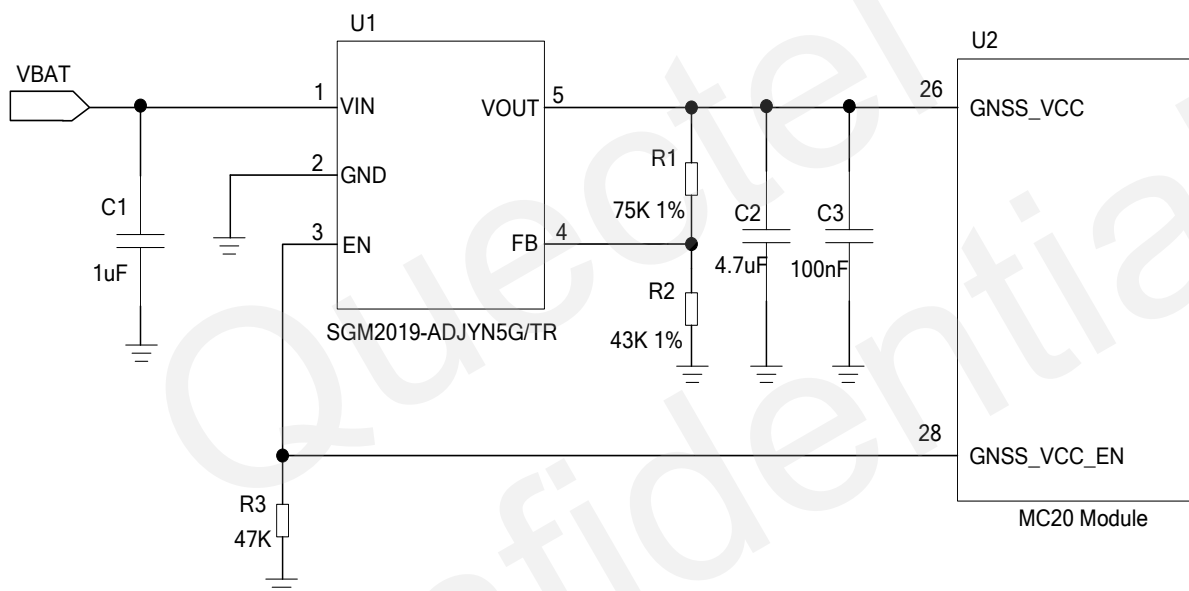 U1
U2
VBAT
1
VIN
VOUT
5
26
GNSS_VCC
2
GND
R1
75K 1%
C1
1uF
3
EN
FB
4
C2
4.7uF
C3
100nF
R2
43K 1%
SGM2019-ADJYN5G/TR
28
GNSS_VCC_EN
R3
47K
MC20 Module
Quectel
Confidential